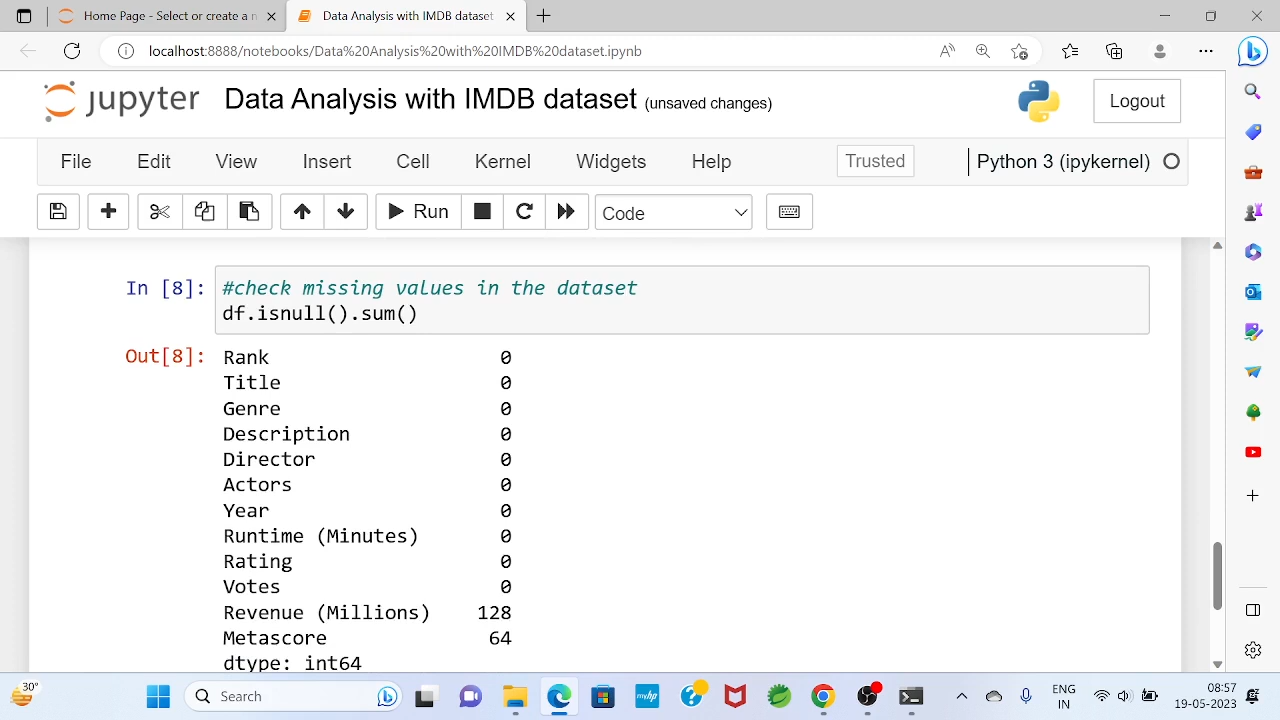 Home Page - Select or create a n
Data Analysis with IMDB dataset
localhost:8888/notebooks/Data%20Analysis%20with%20IMDB%20dataset.ipynb
jupyter Data Analysis with IMDB dataset (unsaved changes)
Logout
File Edit View Insert Cell Kernel Widgets Help
Trusted
Python 3 (ipykernel)
Run
Code
In [8]: #check missing values in the dataset
df.isnull().sum()
Out[8]: Rank 0
Title 0
Genre 0
Description 0
Director 0
Actors 0
Year 0
Runtime (Minutes) 0
Rating 0
Votes 0
Revenue (Millions) 128
Metascore 64
dtype: int64
30°
Search
ENG
IN
08:57
19-05-2023